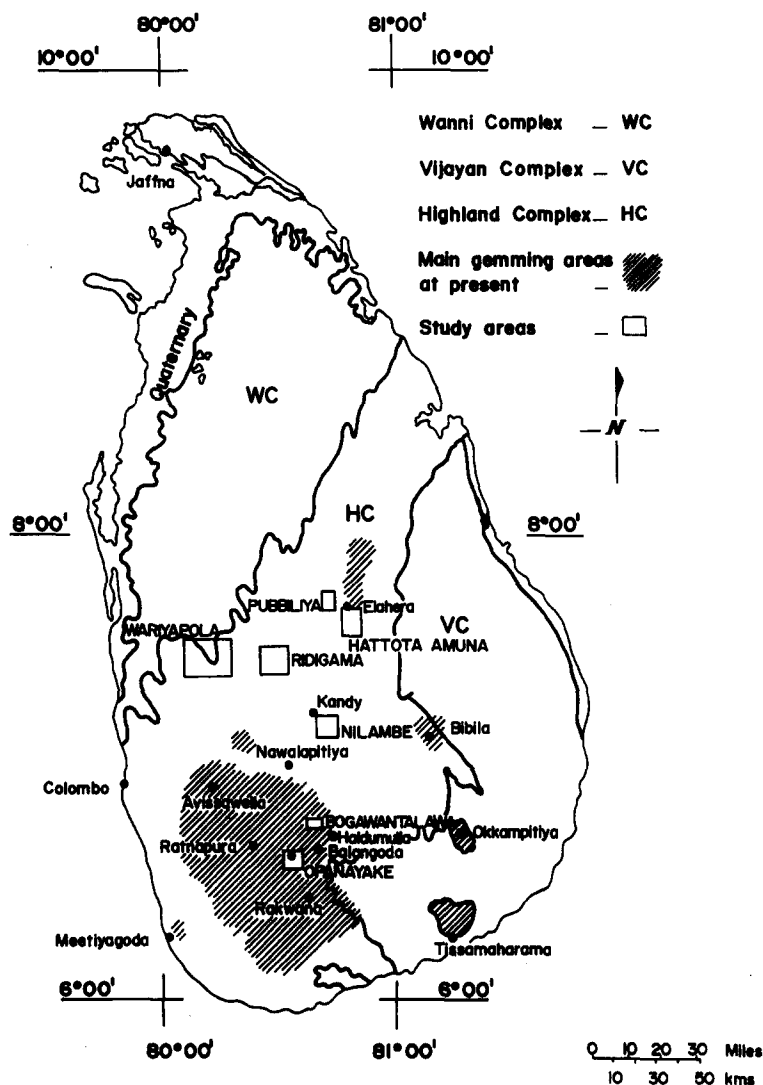 80°00'
81°00'
10°00'
10°00'
Wanni Complex – WC
Vijayan Complex – VC
Highland Complex – HC
Main gemming areas
at present –
Study areas –
N
Jaffna
Quaternary
WC
8°00'
8°00'
HC
VC
PUBBILIYA
Elahera
HATTOTA AMUNA
WARIYAPOLA
RIDIGAMA
Kandy
NILAMBE
Bibila
Nawalapitiya
Colombo
Avissawella
BOGAWANTALAWA
Haldumulla
Okkampitiya
Ratnapura
Balangoda
OPANAYAKE
Rakwana
Meetiyagoda
Tissamaharama
6°00'
6°00'
80°00'
81°00'
0 10 20 30 Miles
10 30 50 kms